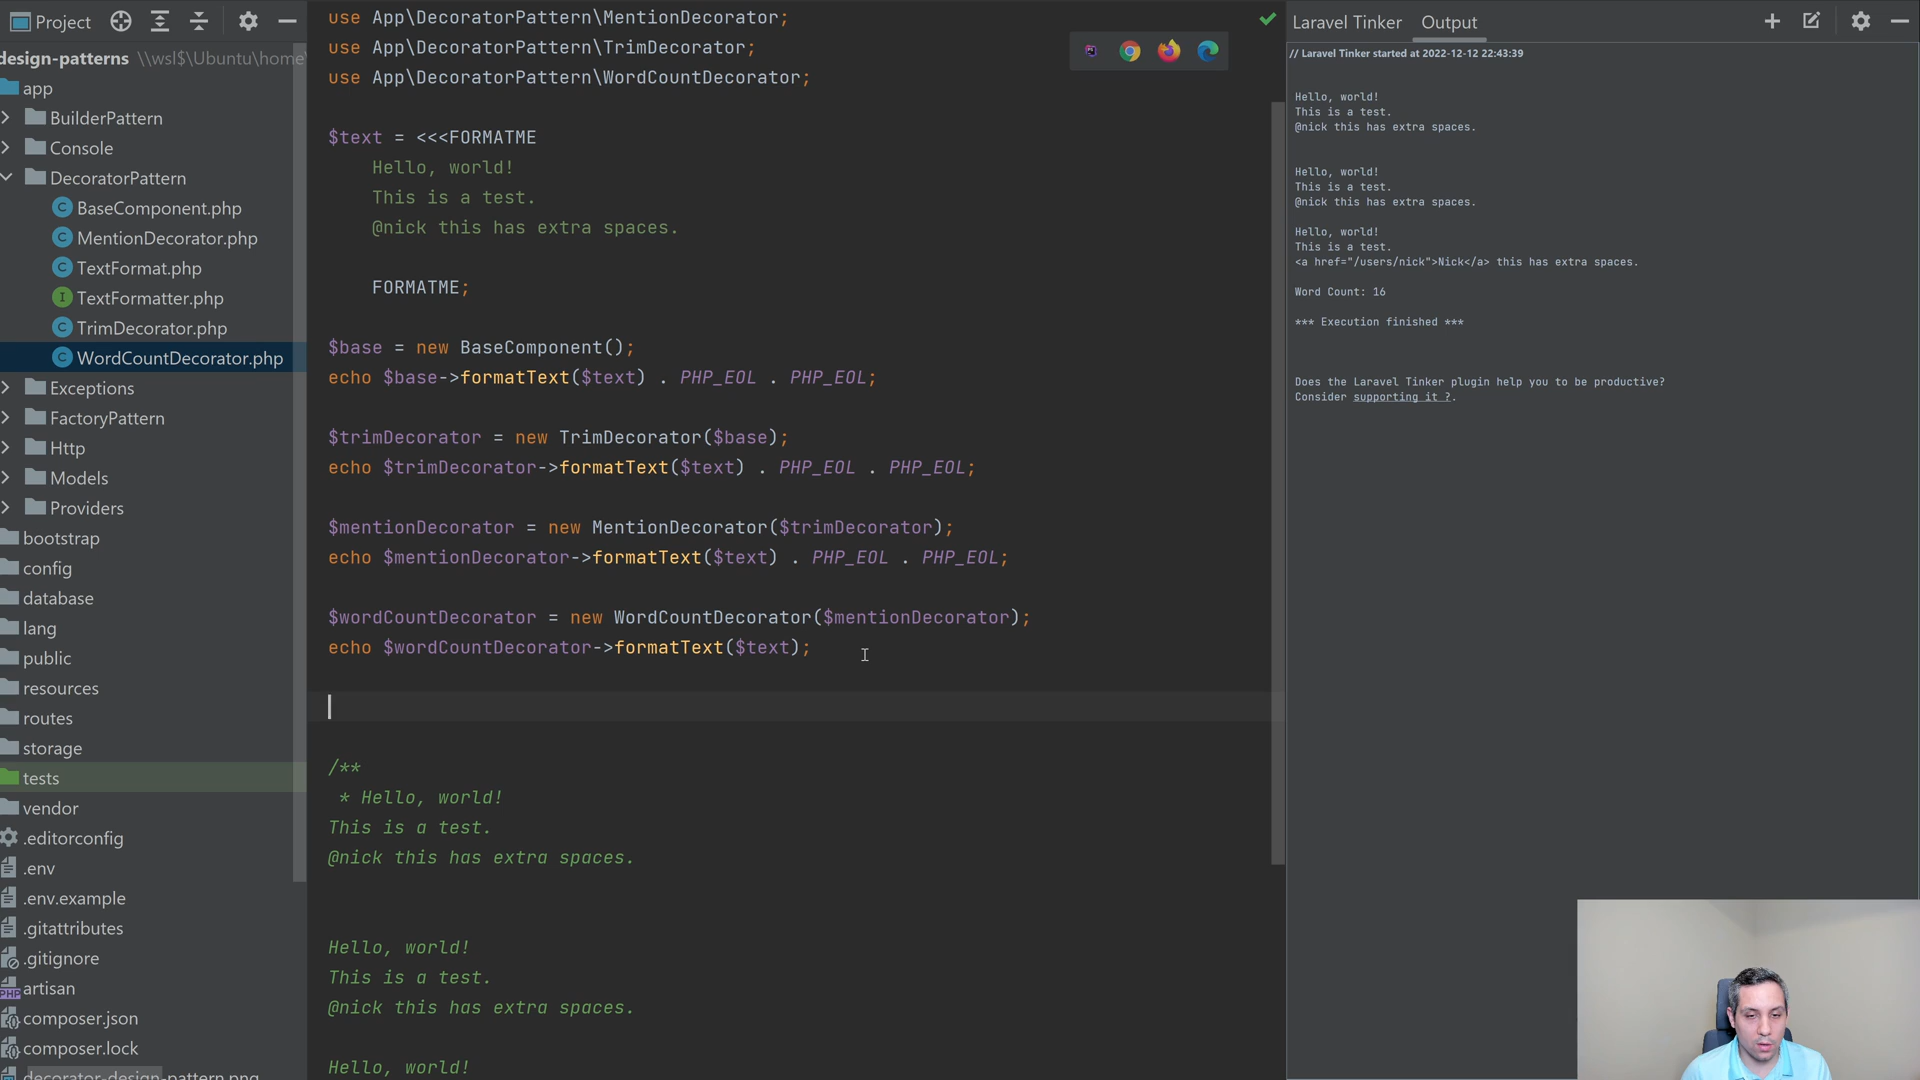 Project
design-patterns \\wsl$\Ubuntu\home\
app
BuilderPattern
Console
DecoratorPattern
BaseComponent.php
MentionDecorator.php
TextFormat.php
TextFormatter.php
TrimDecorator.php
WordCountDecorator.php
Exceptions
FactoryPattern
Http
Models
Providers
bootstrap
config
database
lang
public
resources
routes
storage
tests
vendor
.editorconfig
.env
.env.example
.gitattributes
.gitignore
artisan
composer.json
composer.lock
decorator-design-pattern.png
use App\DecoratorPattern\MentionDecorator;
use App\DecoratorPattern\TrimDecorator;
use App\DecoratorPattern\WordCountDecorator;
$text = <<<FORMATME
Hello, world!
This is a test.
@nick this has extra spaces.
FORMATME;
$base = new BaseComponent();
echo $base->formatText($text) . PHP_EOL . PHP_EOL;
$trimDecorator = new TrimDecorator($base);
echo $trimDecorator->formatText($text) . PHP_EOL . PHP_EOL;
$mentionDecorator = new MentionDecorator($trimDecorator);
echo $mentionDecorator->formatText($text) . PHP_EOL . PHP_EOL;
$wordCountDecorator = new WordCountDecorator($mentionDecorator);
echo $wordCountDecorator->formatText($text);
/**
* Hello, world!
This is a test.
@nick this has extra spaces.
Hello, world!
This is a test.
@nick this has extra spaces.
Hello, world!
Laravel Tinker Output
// Laravel Tinker started at 2022-12-12 22:43:39
Hello, world!
This is a test.
@nick this has extra spaces.
Hello, world!
This is a test.
@nick this has extra spaces.
Hello, world!
This is a test.
<a href="/users/nick">Nick</a> this has extra spaces.
Word Count: 16
*** Execution finished ***
Does the Laravel Tinker plugin help you to be productive?
Consider supporting it ?.